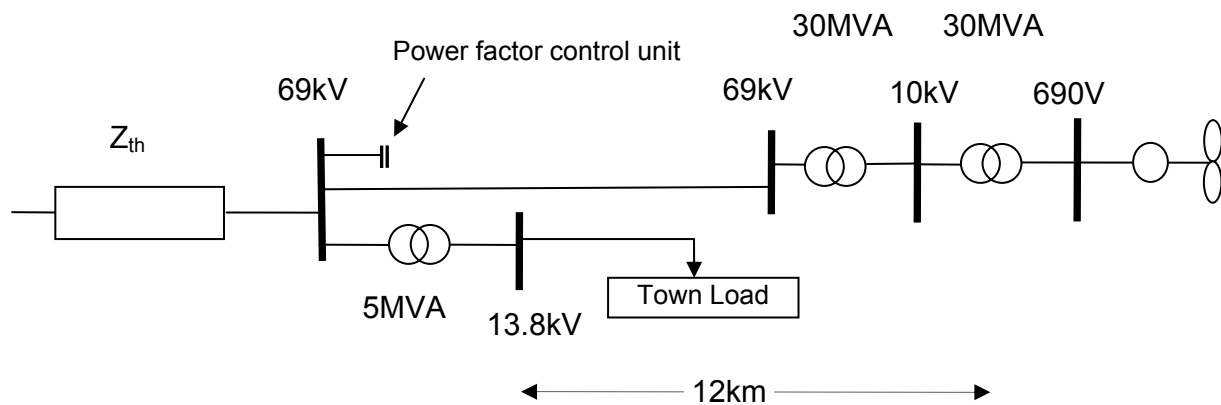 30MVA 30MVA
Power factor control unit
69kV 69kV 10kV 690V
Zth
5MVA 13.8kV Town Load
12km